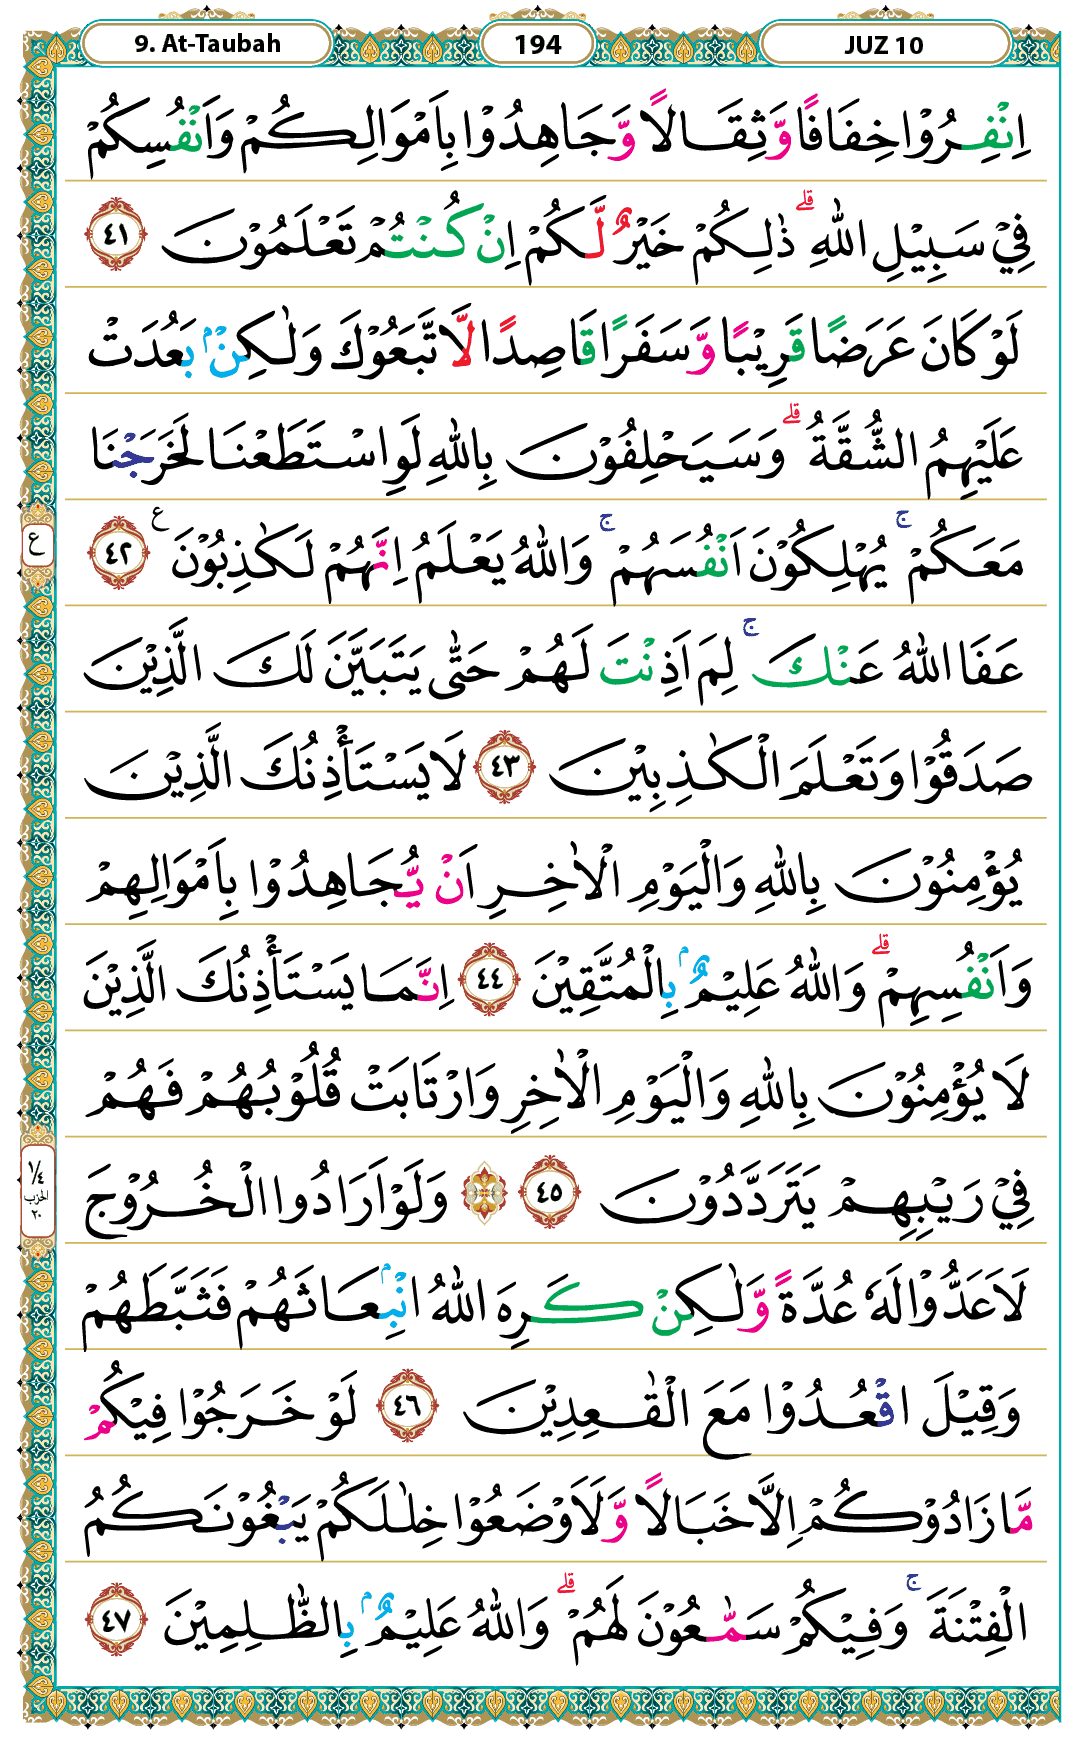 9. At-Taubah
194
JUZ 10
اِنْفِرُوْا خِفَافًا وَّثِقَالًا وَّجَاهِدُوْا بِاَمْوَالِكُمْ وَاَنْفُسِكُمْ
فِيْ سَبِيْلِ اللّٰهِ ۗ ذٰلِكُمْ خَيْرٌ لَّكُمْ اِنْ كُنْتُمْ تَعْلَمُوْنَ ٤١
لَوْ كَانَ عَرَضًا قَرِيْبًا وَّسَفَرًا قَاصِدًا لَّاتَّبَعُوْكَ وَلٰكِنْۢ بَعُدَتْ
عَلَيْهِمُ الشُّقَّةُ ۗ وَسَيَحْلِفُوْنَ بِاللّٰهِ لَوِ اسْتَطَعْنَا لَخَرَجْنَا
مَعَكُمْ ۚ يُهْلِكُوْنَ اَنْفُسَهُمْ ۚ وَاللّٰهُ يَعْلَمُ اِنَّهُمْ لَكٰذِبُوْنَ ع ٤٢
ع
عَفَا اللّٰهُ عَنْكَ ۚ لِمَ اَذِنْتَ لَهُمْ حَتّٰى يَتَبَيَّنَ لَكَ الَّذِيْنَ
صَدَقُوْا وَتَعْلَمَ الْكٰذِبِيْنَ ٤٣ لَا يَسْتَأْذِنُكَ الَّذِيْنَ
يُؤْمِنُوْنَ بِاللّٰهِ وَالْيَوْمِ الْاٰخِرِ اَنْ يُّجَاهِدُوْا بِاَمْوَالِهِمْ
وَاَنْفُسِهِمْ ۗ وَاللّٰهُ عَلِيْمٌۢ بِالْمُتَّقِيْنَ ٤٤ اِنَّمَا يَسْتَأْذِنُكَ الَّذِيْنَ
لَا يُؤْمِنُوْنَ بِاللّٰهِ وَالْيَوْمِ الْاٰخِرِ وَارْتَابَتْ قُلُوْبُهُمْ فَهُمْ
فِيْ رَيْبِهِمْ يَتَرَدَّدُوْنَ ٤٥ ۞ وَلَوْ اَرَادُوا الْخُرُوْجَ
١/٤
الحزب
٢٠
لَاَعَدُّوْا لَهٗ عُدَّةً وَّلٰكِنْ كَرِهَ اللّٰهُ انْۢبِعَاثَهُمْ فَثَبَّطَهُمْ
وَقِيْلَ اقْعُدُوْا مَعَ الْقٰعِدِيْنَ ٤٦ لَوْ خَرَجُوْا فِيْكُمْ
مَّا زَادُوْكُمْ اِلَّا خَبَالًا وَّلَاَوْضَعُوْا خِلٰلَكُمْ يَبْغُوْنَكُمُ
الْفِتْنَةَ ۚ وَفِيْكُمْ سَمّٰعُوْنَ لَهُمْ ۗ وَاللّٰهُ عَلِيْمٌۢ بِالظّٰلِمِيْنَ ٤٧